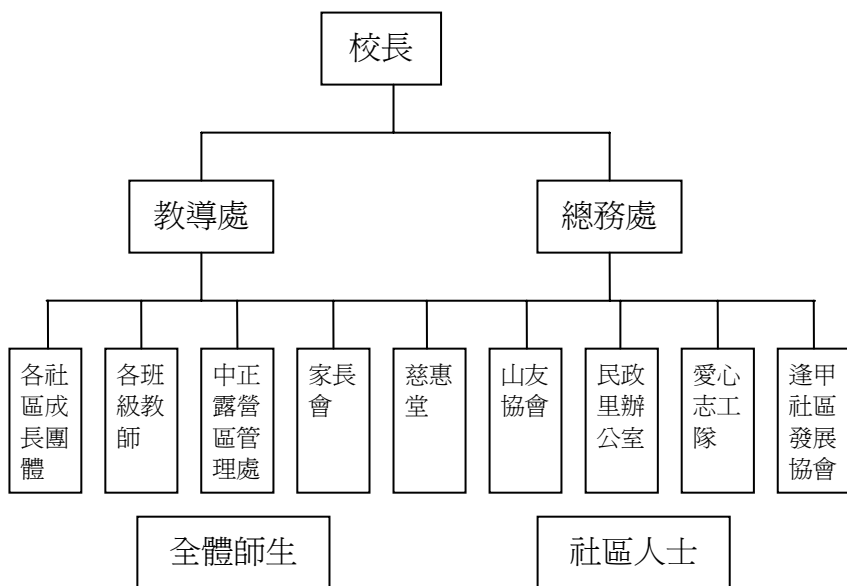 校長
教導處
總務處
各社
區成
長團
體
各班
級教
師
中正
露營
區管
理處
家長
會
慈惠
堂
山友
協會
民政
里辦
公室
愛心
志工
隊
逢甲
社區
發展
協會
全體師生
社區人士